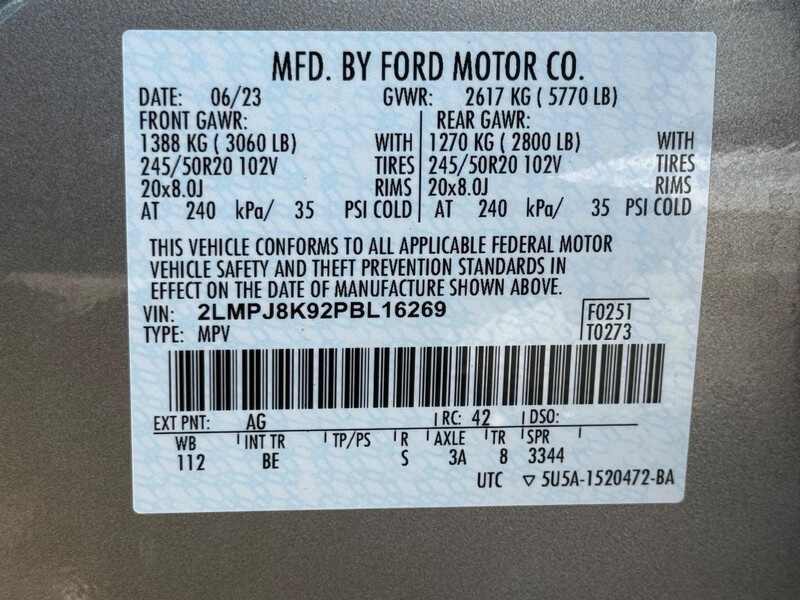 MFD. BY FORD MOTOR CO.
DATE: 06/23 GVWR: 2617 KG ( 5770 LB)
FRONT GAWR: REAR GAWR:
1388 KG ( 3060 LB) WITH 1270 KG ( 2800 LB) WITH
245/50R20 102V TIRES 245/50R20 102V TIRES
20x8.0J RIMS 20x8.0J RIMS
AT 240 kPa/ 35 PSI COLD AT 240 kPa/ 35 PSI COLD
THIS VEHICLE CONFORMS TO ALL APPLICABLE FEDERAL MOTOR
VEHICLE SAFETY AND THEFT PREVENTION STANDARDS IN
EFFECT ON THE DATE OF MANUFACTURE SHOWN ABOVE.
VIN: 2LMPJ8K92PBL16269 F0251
TYPE: MPV T0273
EXT PNT: AG RC: 42 DSO:
WB INT TR TP/PS R AXLE TR SPR
112 BE S 3A 8 3344
UTC ▽ 5U5A-1520472-BA